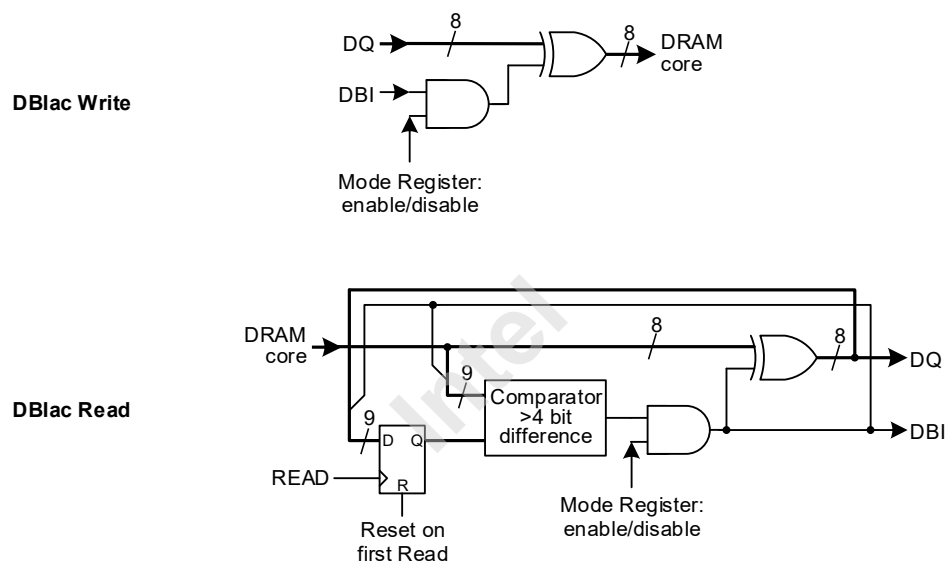 DQ
8
8
DRAM
core
DBIac Write
DBI
Mode Register:
enable/disable
Intel
DRAM
core
8
8
DQ
9
Comparator
>4 bit
difference
DBIac Read
9
D
Q
DBI
READ
R
Mode Register:
enable/disable
Reset on
first Read